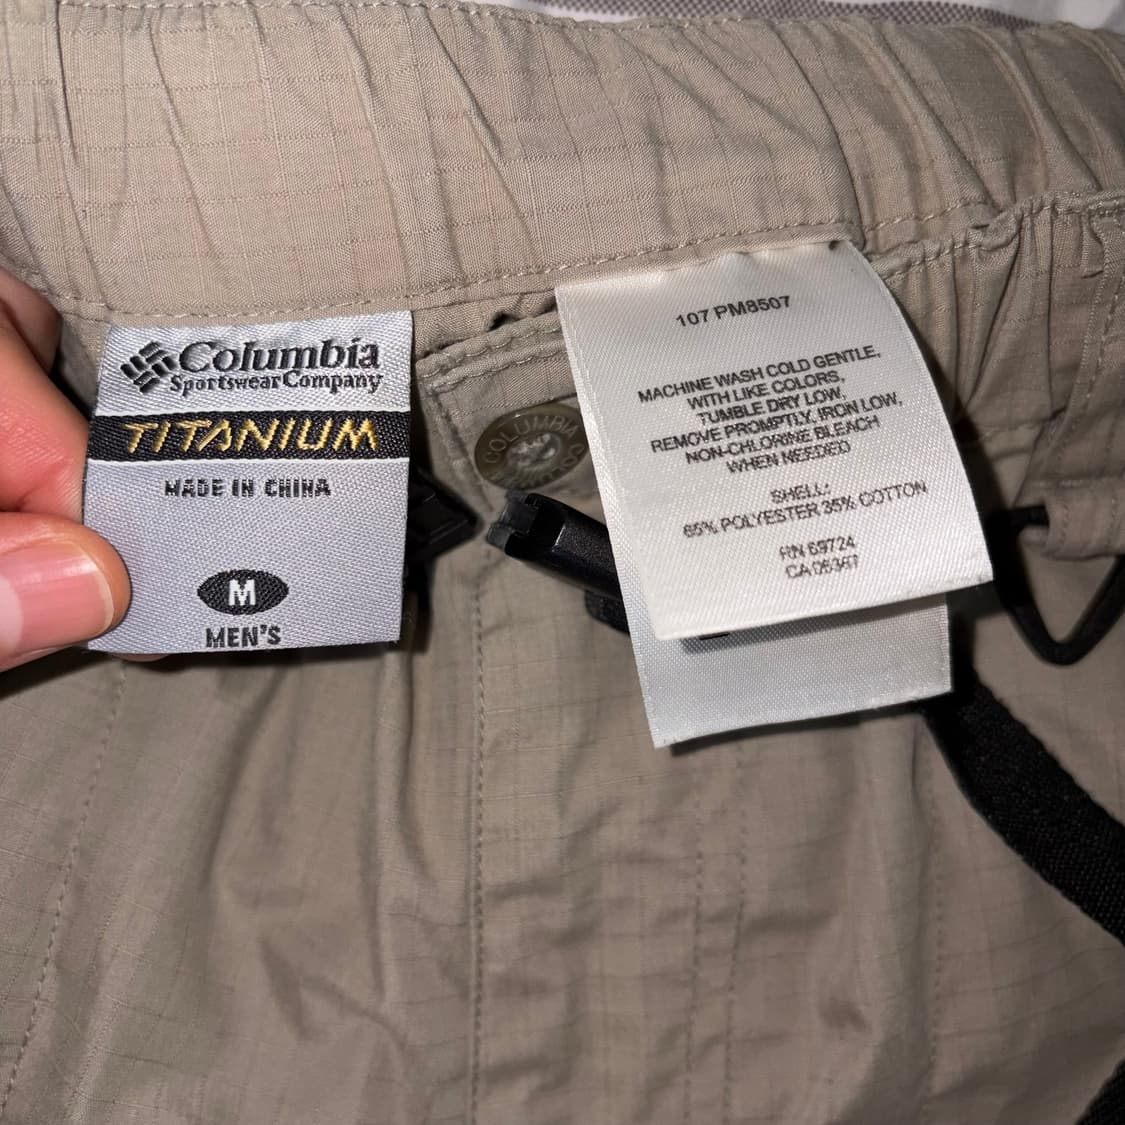 Columbia
Sportswear Company
TITANIUM
MADE IN CHINA
M
MEN'S
COLUMBIA
107 PM8507
MACHINE WASH COLD GENTLE,
WITH LIKE COLORS,
TUMBLE DRY LOW,
REMOVE PROMPTLY, IRON LOW,
NON-CHLORINE BLEACH
WHEN NEEDED
SHELL:
65% POLYESTER 35% COTTON
RN 69724
CA 05367